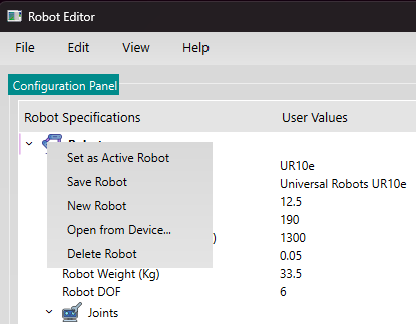 Robot Editor
File Edit View Help
Configuration Panel
Robot Specifications User Values
Set as Active Robot
UR10e
Save Robot
Universal Robots UR10e
New Robot
12.5
190
Open from Device...
) 1300
Delete Robot
0.05
Robot Weight (Kg) 33.5
Robot DOF 6
Joints